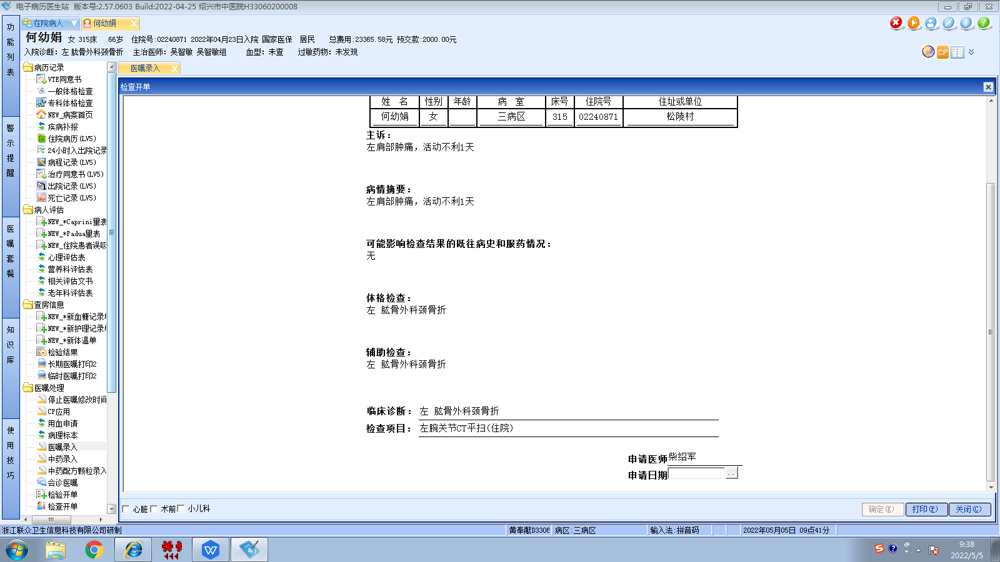 电子病历医生站 版本号:2.57.0603 Build:2022-04-25 绍兴市中医院H33060200008
在院病人 何幼娟
何幼娟 女 315床 66岁 住院号:02240871 2022年04月23日入院 国家医保 居民 总费用:23365.58元 预交款:2000.00元
入院诊断: 左 肱骨外科颈骨折 主治医师: 吴智敏 吴智敏组 血型: 未查 过敏药物: 未发现
CP
功能列表
警示提醒
医嘱套餐
知识库
使用技巧
病历记录
VTE同意书
一般体格检查
专科体格检查
NEW_病案首页
疾病补报
住院病历(LV5)
24小时入出院记录
病程记录(LV5)
治疗同意书(LV5)
出院记录(LV5)
死亡记录(LV5)
病人评估
NEW_*Caprini量表
NEW_*Padua量表
NEW_住院患者误吸
心理评估表
营养科评估表
相关评估文书
老年科评估表
查房信息
NEW_*新血糖记录单
NEW_*新护理记录单
NEW_*新体温单
检验结果
长期医嘱打印2
临时医嘱打印2
医嘱处理
停止医嘱修改时间
CP应用
用血申请
病理标本
医嘱录入
中药录入
中药配方颗粒录入
会诊医嘱
检验开单
检查开单
医嘱录入
检查开单
姓 名 性别 年龄 病 室 床号 住院号 住址或单位
何幼娟 女 三病区 315 02240871 松陵村
主诉:
左肩部肿痛, 活动不利1天
病情摘要:
左肩部肿痛, 活动不利1天
可能影响检查结果的既往病史和服药情况:
无
体格检查:
左 肱骨外科颈骨折
辅助检查:
左 肱骨外科颈骨折
临床诊断: 左 肱骨外科颈骨折
检查项目: 左腕关节CT平扫(住院)
申请医师柴绍军
申请日期 ..
心脏 术前 小儿科
确定(E) 打印(P) 关闭(C)
浙江联众卫生信息科技有限公司研制 黄奉献D3306 病区:三病区 输入法:拼音码 2022年05月05日 09点41分
9:38
2022/5/5